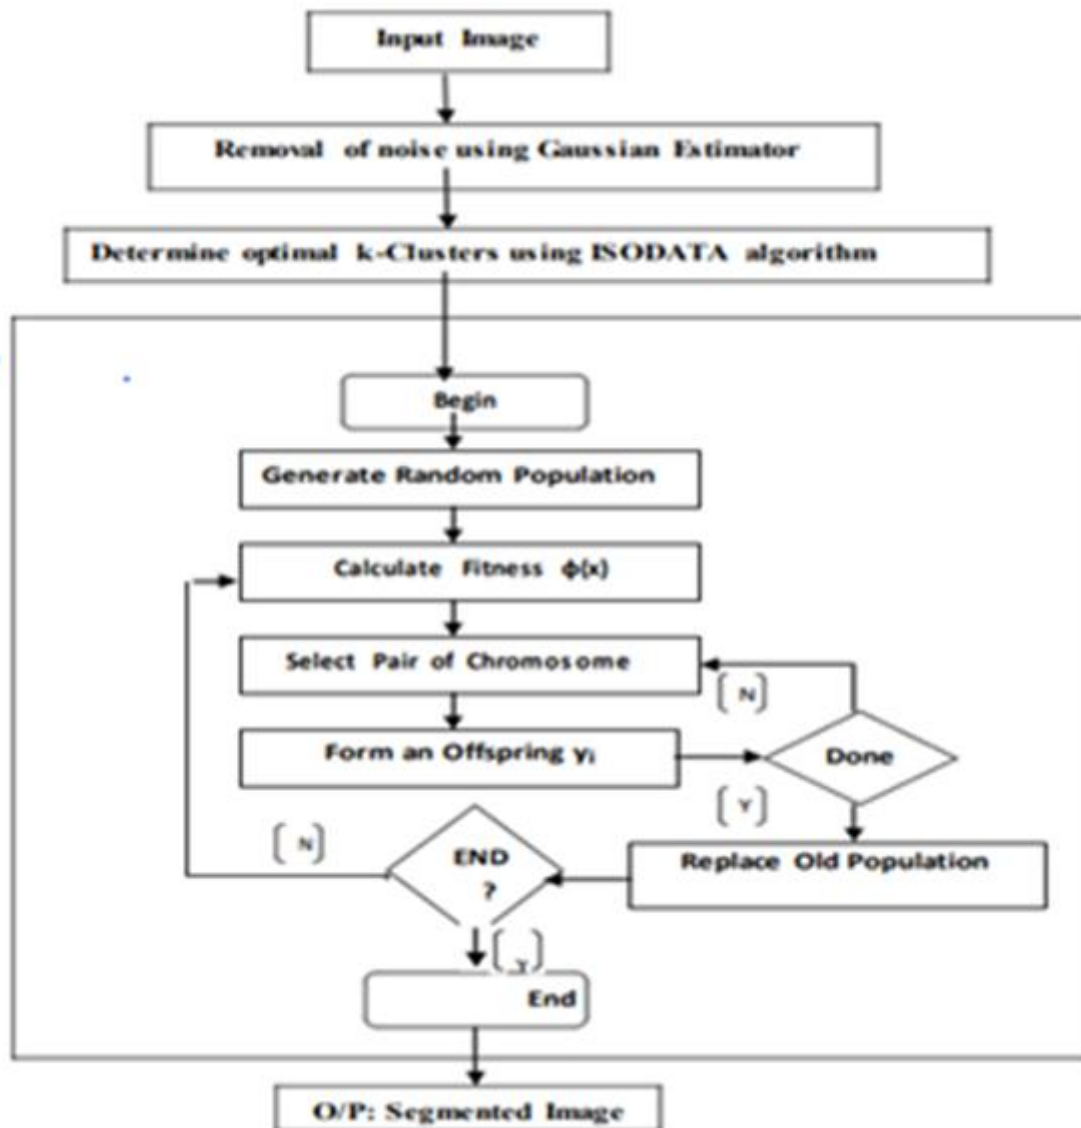 Input Image
Removal of noise using Gaussian Estimator
Determine optimal k-Clusters using ISODATA algorithm
Begin
Generate Random Population
Calculate Fitness ϕ(x)
Select Pair of Chromosome
[ N ]
Form an Offspring yᵢ
Done
[ Y ]
[ N ]
END
?
Replace Old Population
[ Y ]
End
O/P: Segmented Image